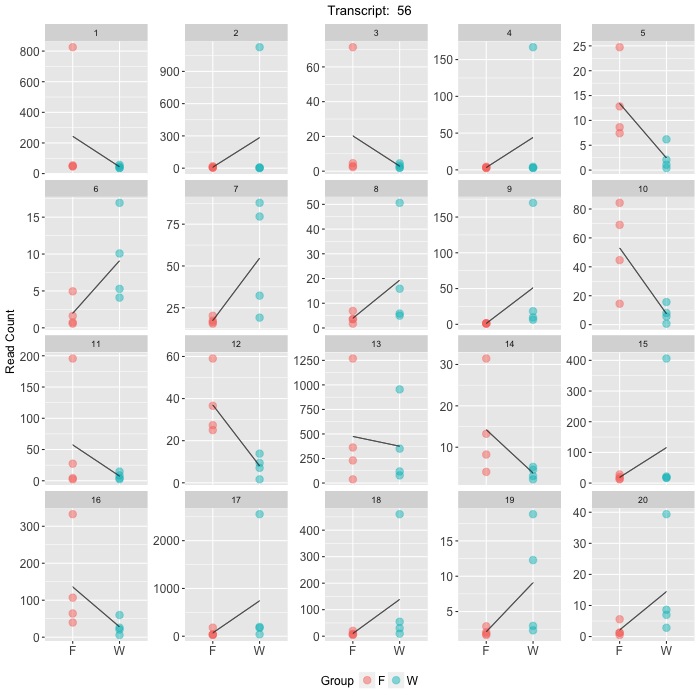 Transcript: 56
1 2 3 4 5
800 600 400 200 0
900 600 300 0
60 40 20 0
150 100 50 0
25 20 15 10 5 0
6 7 8 9 10
15 10 5 0
75 50 25
50 40 30 20 10 0
150 100 50 0
80 60 40 20 0
Read Count
11 12 13 14 15
200 150 100 50 0
60 40 20 0
1250 1000 750 500 250 0
30 20 10
400 300 200 100 0
16 17 18 19 20
300 200 100 0
2000 1000 0
400 300 200 100 0
15 10 5
40 30 20 10 0
F W F W F W F W F W
Group F W